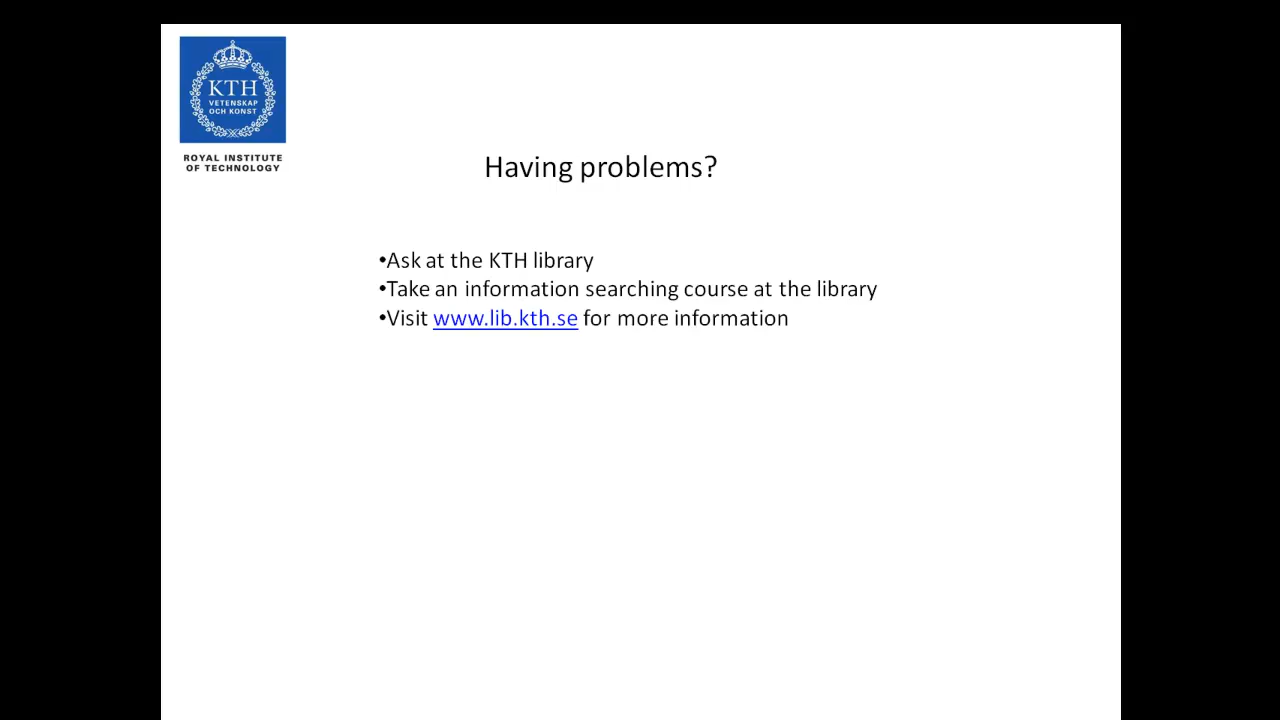 KTH
VETENSKAP
OCH KONST
ROYAL INSTITUTE
OF TECHNOLOGY
Having problems?
•Ask at the KTH library
•Take an information searching course at the library
•Visit www.lib.kth.se for more information